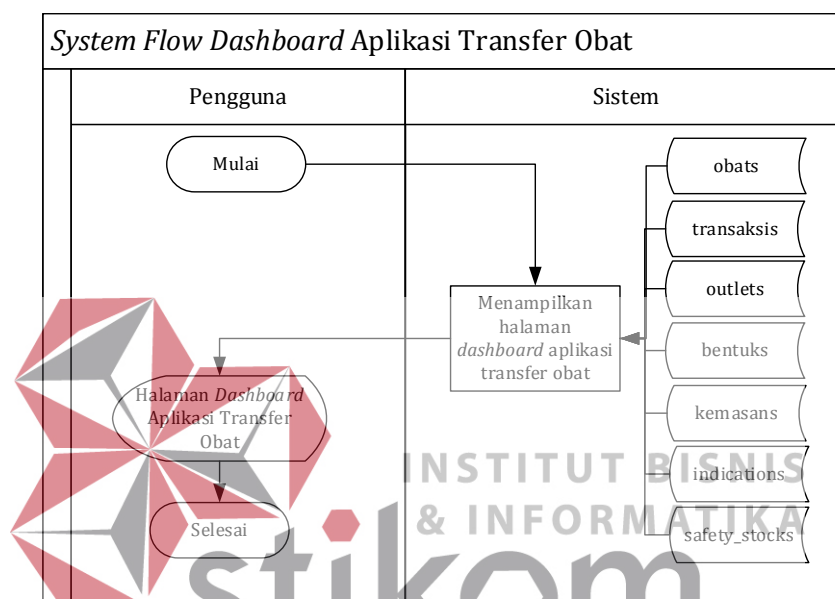 System Flow Dashboard Aplikasi Transfer Obat
Pengguna
Sistem
Mulai
obats
transaksis
outlets
Menampilkan
halaman
dashboard aplikasi
transfer obat
bentuks
Halaman Dashboard
Aplikasi Transfer
Obat
kemasans
INSTITUT BISNIS
indications
& INFORMATIKA
Selesai
safety_stocks
stikom